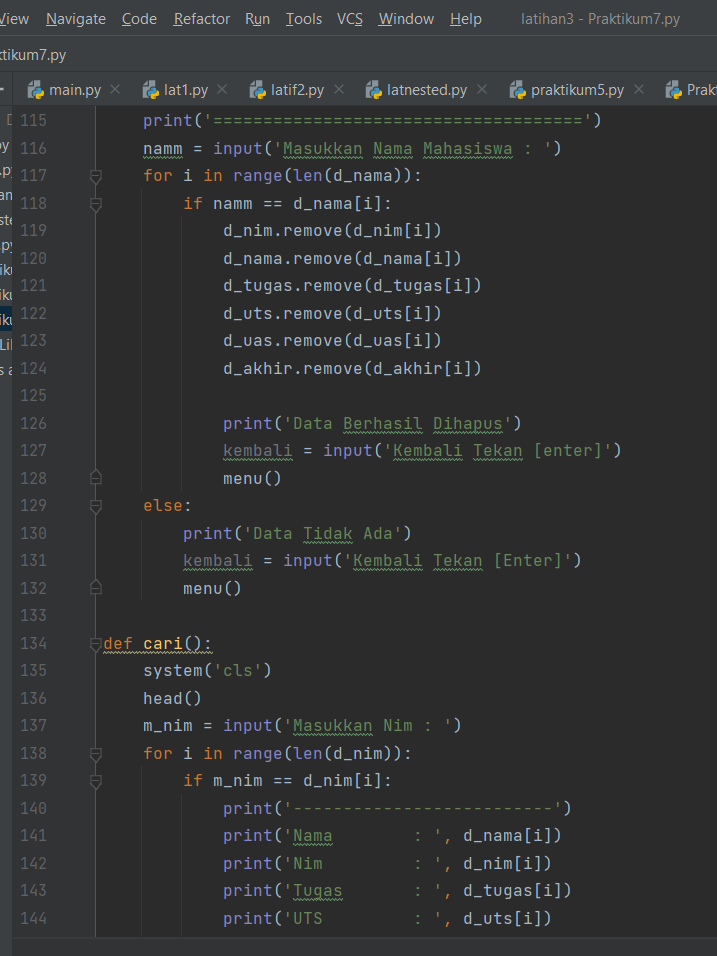 View Navigate Code Refactor Run Tools VCS Window Help latihan3 - Praktikum7.py
ktikum7.py
main.py lat1.py latif2.py latnested.py praktikum5.py Prakt
115 print('=====================================')
116 namm = input('Masukkan Nama Mahasiswa : ')
117 for i in range(len(d_nama)):
118 if namm == d_nama[i]:
119 d_nim.remove(d_nim[i])
120 d_nama.remove(d_nama[i])
121 d_tugas.remove(d_tugas[i])
122 d_uts.remove(d_uts[i])
123 d_uas.remove(d_uas[i])
124 d_akhir.remove(d_akhir[i])
125
126 print('Data Berhasil Dihapus')
127 kembali = input('Kembali Tekan [enter]')
128 menu()
129 else:
130 print('Data Tidak Ada')
131 kembali = input('Kembali Tekan [Enter]')
132 menu()
133
134 def cari():
135 system('cls')
136 head()
137 m_nim = input('Masukkan Nim : ')
138 for i in range(len(d_nim)):
139 if m_nim == d_nim[i]:
140 print('--------------------------')
141 print('Nama        : ', d_nama[i])
142 print('Nim         : ', d_nim[i])
143 print('Tugas       : ', d_tugas[i])
144 print('UTS         : ', d_uts[i])